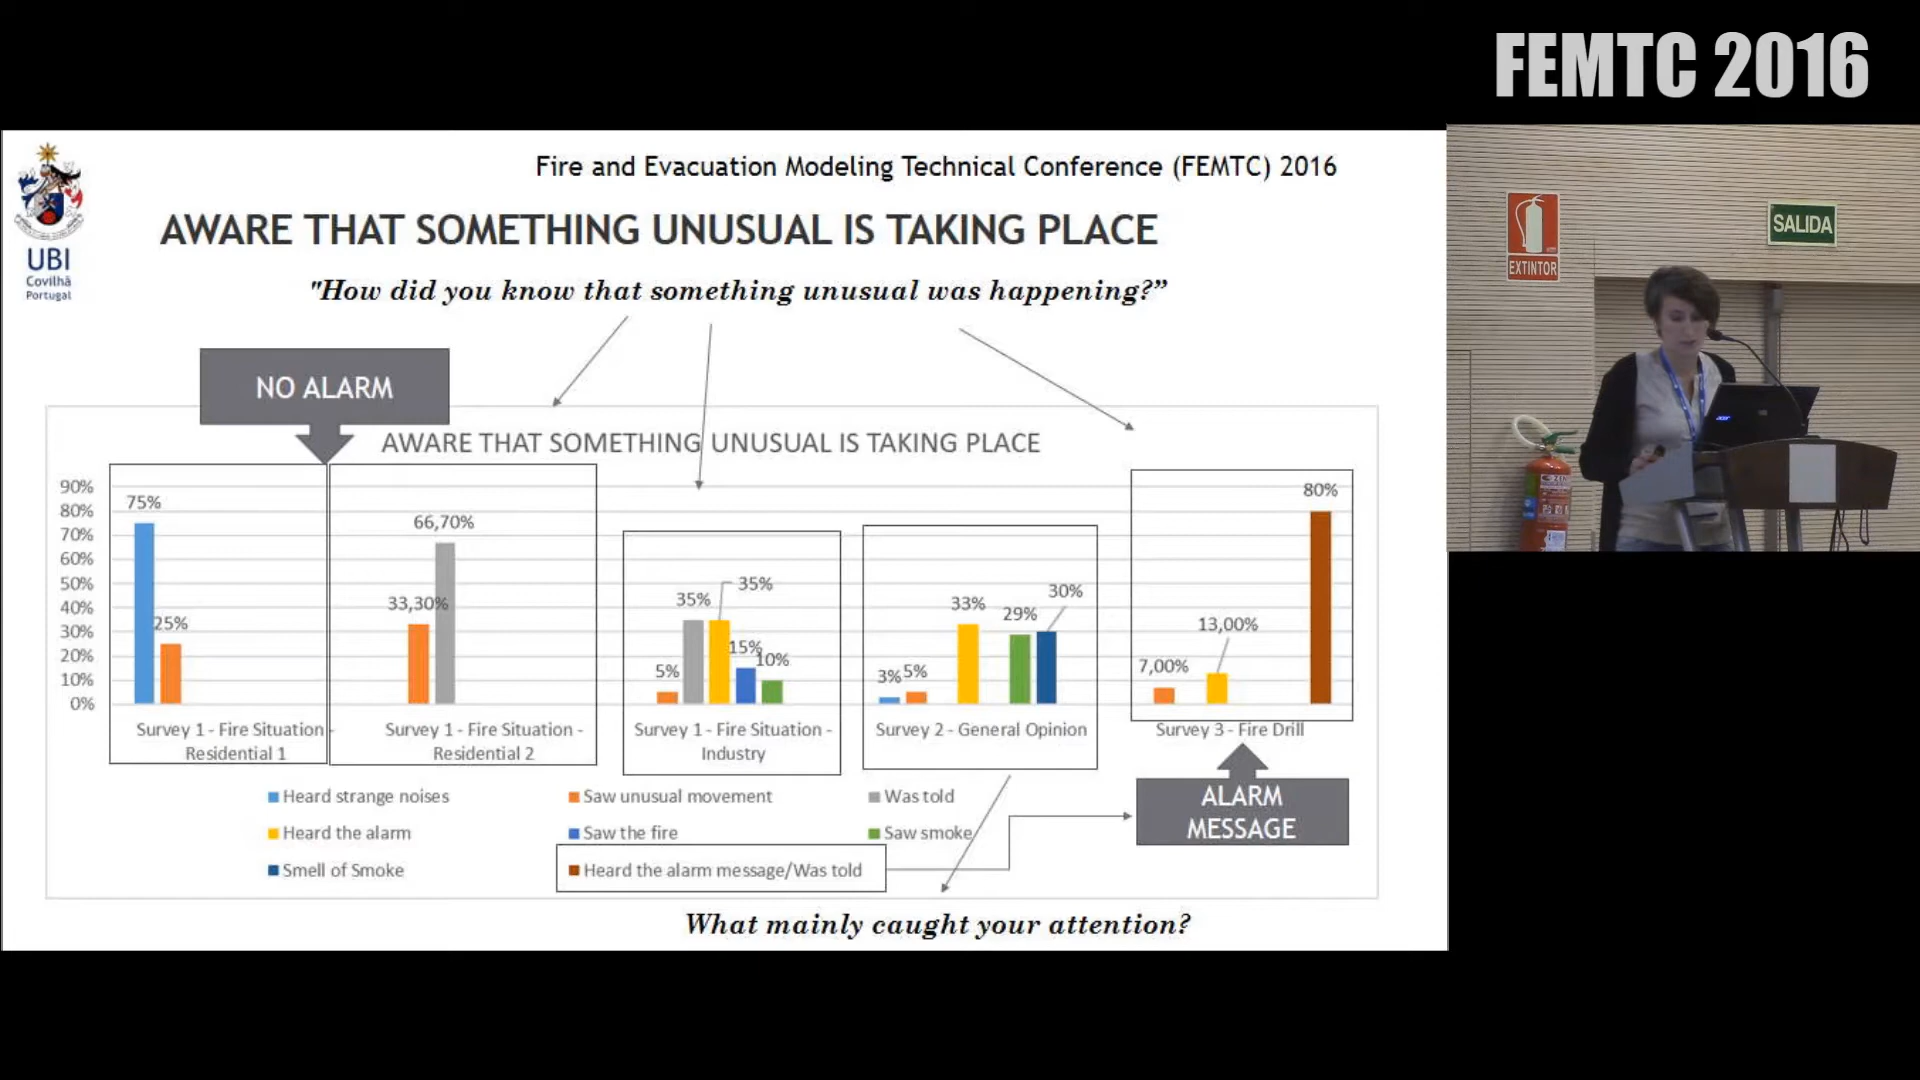 FEMTC 2016
Fire and Evacuation Modeling Technical Conference (FEMTC) 2016
UBI
Covilhã
Portugal
AWARE THAT SOMETHING UNUSUAL IS TAKING PLACE
"How did you know that something unusual was happening?”
SALIDA
EXTINTOR
NO ALARM
AWARE THAT SOMETHING UNUSUAL IS TAKING PLACE
90%
80%
70%
60%
50%
40%
30%
20%
10%
0%
75%
25%
33,30%
66,70%
5%
35%
35%
15%
10%
3%
5%
33%
29%
30%
7,00%
13,00%
80%
Survey 1 - Fire Situation -
Residential 1
Survey 1 - Fire Situation -
Residential 2
Survey 1 - Fire Situation -
Industry
Survey 2 - General Opinion
Survey 3 - Fire Drill
Heard strange noises
Saw unusual movement
Was told
Heard the alarm
Saw the fire
Saw smoke
Smell of Smoke
Heard the alarm message/Was told
ALARM
MESSAGE
What mainly caught your attention?
acer